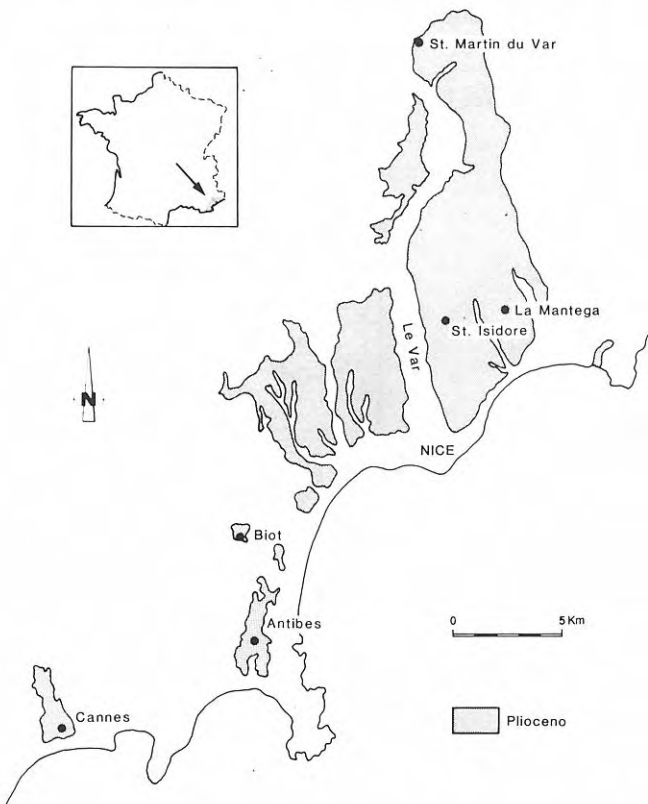 St. Martin du Var
La Mantega
St. Isidore
Le Var
N
NICE
Biot
Antibes
0 5 Km
Cannes
Plioceno